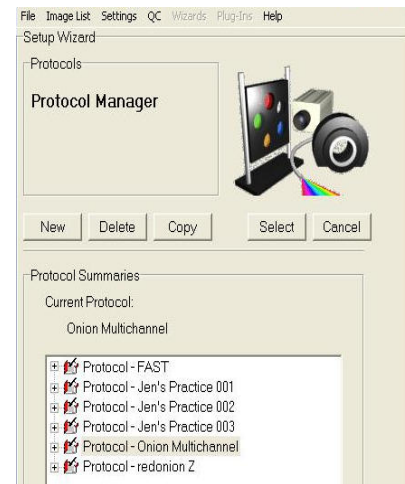 File Image List Settings QC Wizards Plug-Ins Help
Setup Wizard
Protocols
Protocol Manager
New Delete Copy Select Cancel
Protocol Summaries
Current Protocol:
Onion Multichannel
Protocol - FAST
Protocol - Jen's Practice 001
Protocol - Jen's Practice 002
Protocol - Jen's Practice 003
Protocol - Onion Multichannel
Protocol - redonion Z